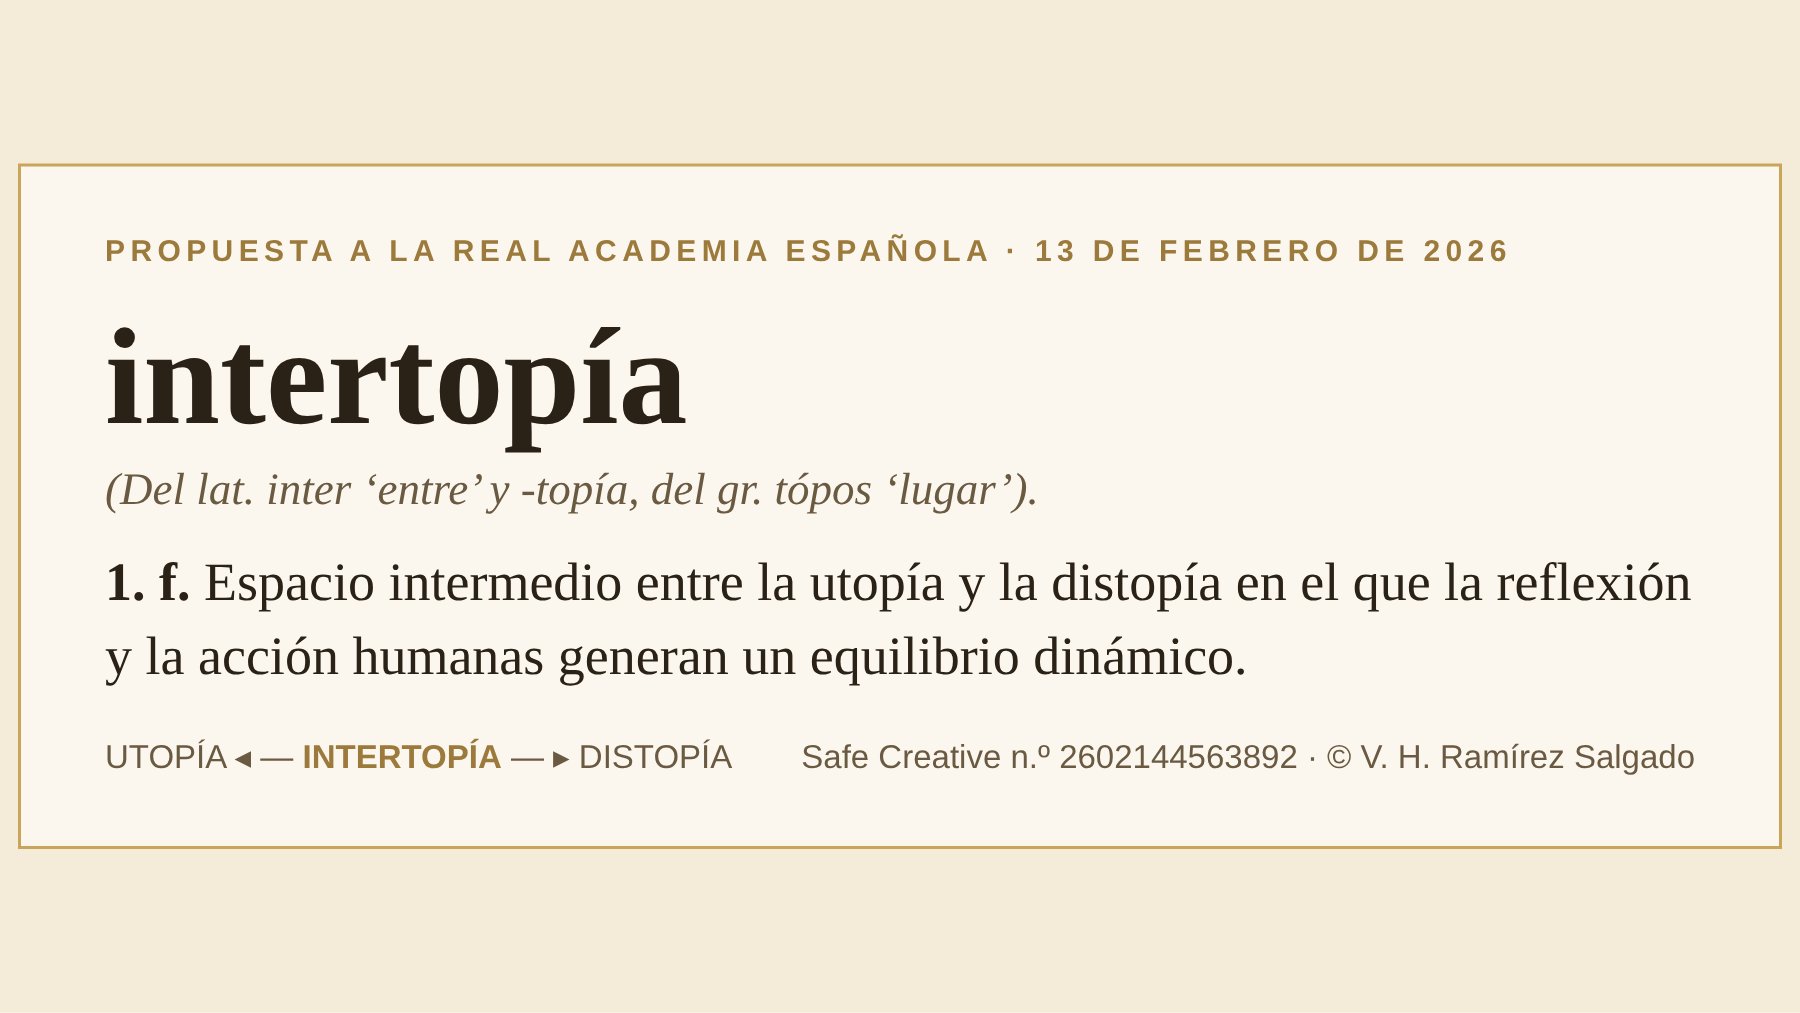 PROPUESTA A LA REAL ACADEMIA ESPAÑOLA · 13 DE FEBRERO DE 2026
intertopía
(Del lat. inter ‘entre’ y -topía, del gr. tópos ‘lugar’).
1. f. Espacio intermedio entre la utopía y la distopía en el que la reflexión
y la acción humanas generan un equilibrio dinámico.
UTOPÍA ◂ — INTERTOPÍA — ▸ DISTOPÍA Safe Creative n.º 2602144563892 · © V. H. Ramírez Salgado